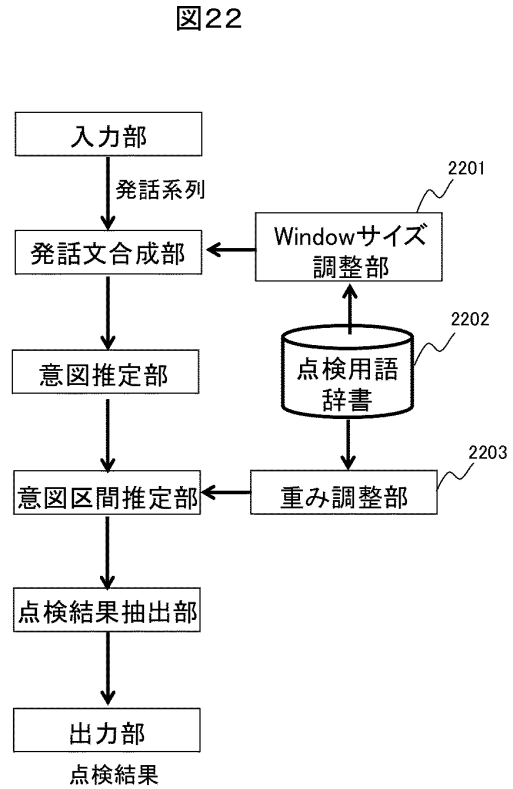 図22
入力部
発話系列
2201
発話文合成部
Windowサイズ
調整部
2202
意図推定部
点検用語
辞書
2203
意図区間推定部
重み調整部
点検結果抽出部
出力部
点検結果